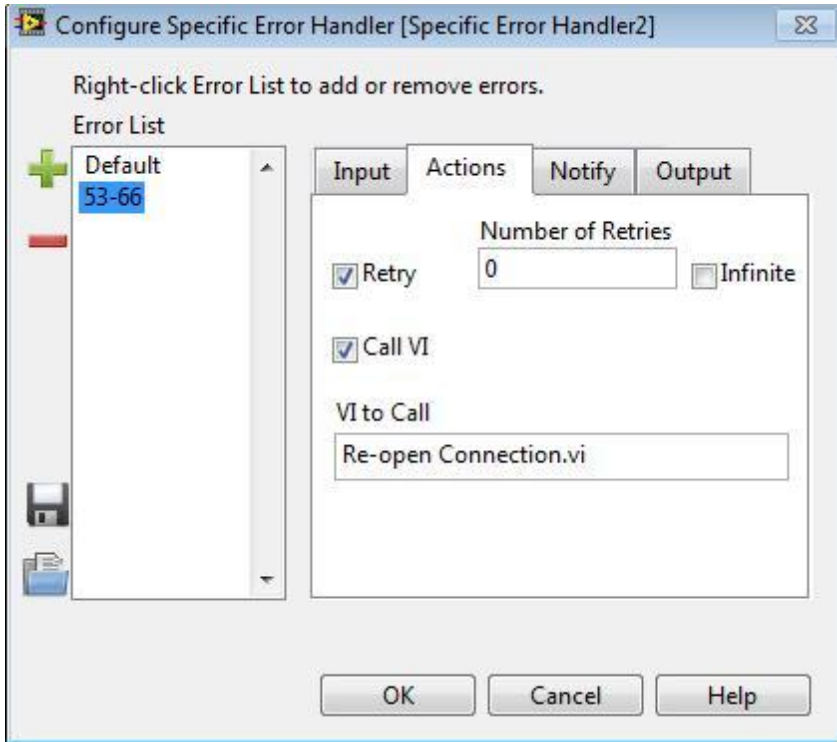 Configure Specific Error Handler [Specific Error Handler2]
Right-click Error List to add or remove errors.
Error List
Default
53-66
Input
Actions
Notify
Output
Number of Retries
Retry
0
Infinite
Call VI
VI to Call
Re-open Connection.vi
OK
Cancel
Help